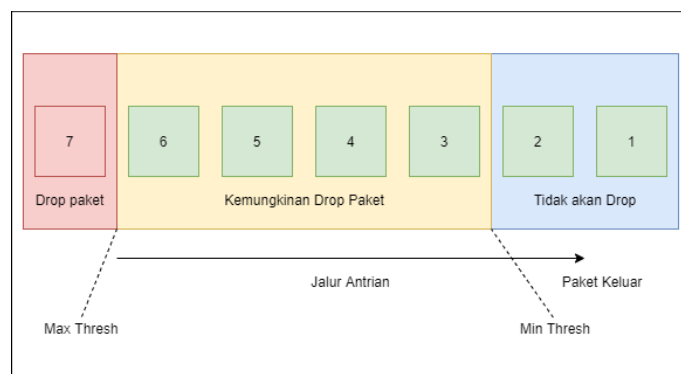 7
6
5
4
3
2
1
Drop paket
Kemungkinan Drop Paket
Tidak akan Drop
Jalur Antrian
Paket Keluar
Max Thresh
Min Thresh